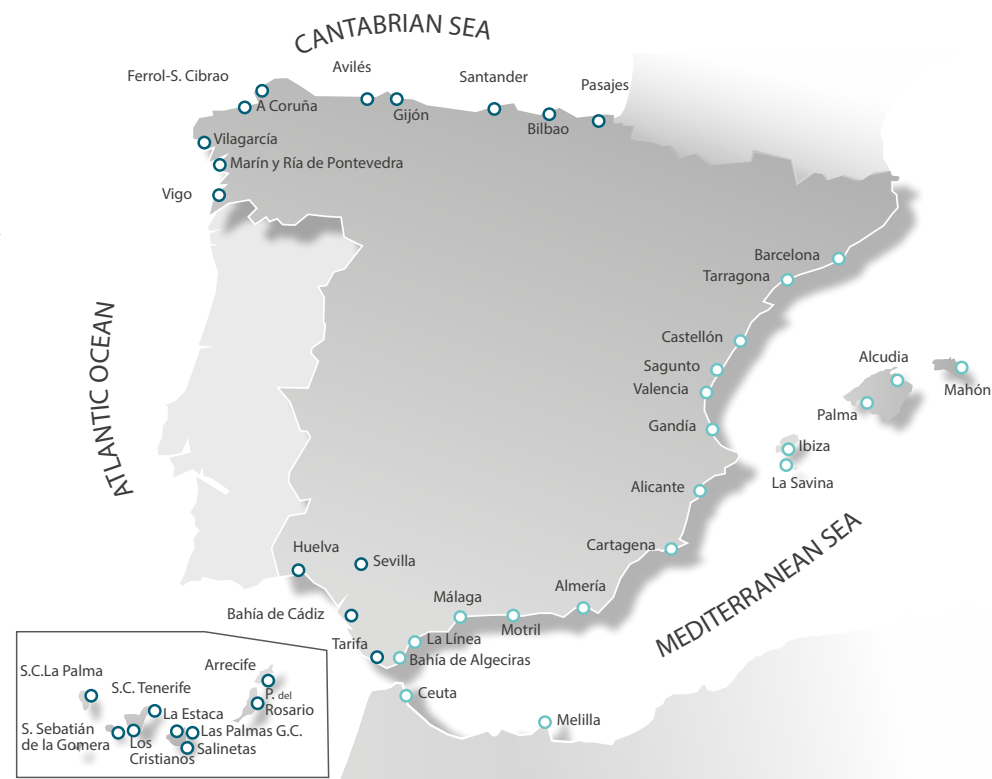 CANTABRIAN SEA
Ferrol-S. Cibrao
Avilés
Santander
Pasajes
A Coruña
Gijón
Bilbao
Vilagarcía
Marín y Ría de Pontevedra
Vigo
Barcelona
Tarragona
ATLANTIC OCEAN
Castellón
Sagunto
Valencia
Gandía
Alcudia
Mahón
Palma
Ibiza
La Savina
Alicante
Cartagena
MEDITERRANEAN SEA
Huelva
Sevilla
Almería
Málaga
Motril
Bahía de Cádiz
Tarifa
La Línea
Bahía de Algeciras
Ceuta
Melilla
S.C.La Palma
S.C. Tenerife
Arrecife
P. del
Rosario
La Estaca
Las Palmas G.C.
Salinetas
S. Sebatián
de la Gomera
Los
Cristianos